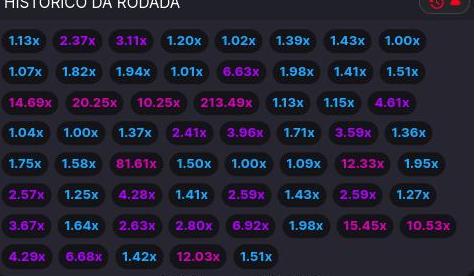 HISTÓRICO DA RODADA
1.13x 2.37x 3.11x 1.20x 1.02x 1.39x 1.43x 1.00x
1.07x 1.82x 1.94x 1.01x 6.63x 1.98x 1.41x 1.51x
14.69x 20.25x 10.25x 213.49x 1.13x 1.15x 4.61x
1.04x 1.00x 1.37x 2.41x 3.96x 1.71x 3.59x 1.36x
1.75x 1.58x 81.61x 1.50x 1.00x 1.09x 12.33x 1.95x
2.57x 1.25x 4.28x 1.41x 2.59x 1.43x 2.59x 1.27x
3.67x 1.64x 2.63x 2.80x 6.92x 1.98x 15.45x 10.53x
4.29x 6.68x 1.42x 12.03x 1.51x